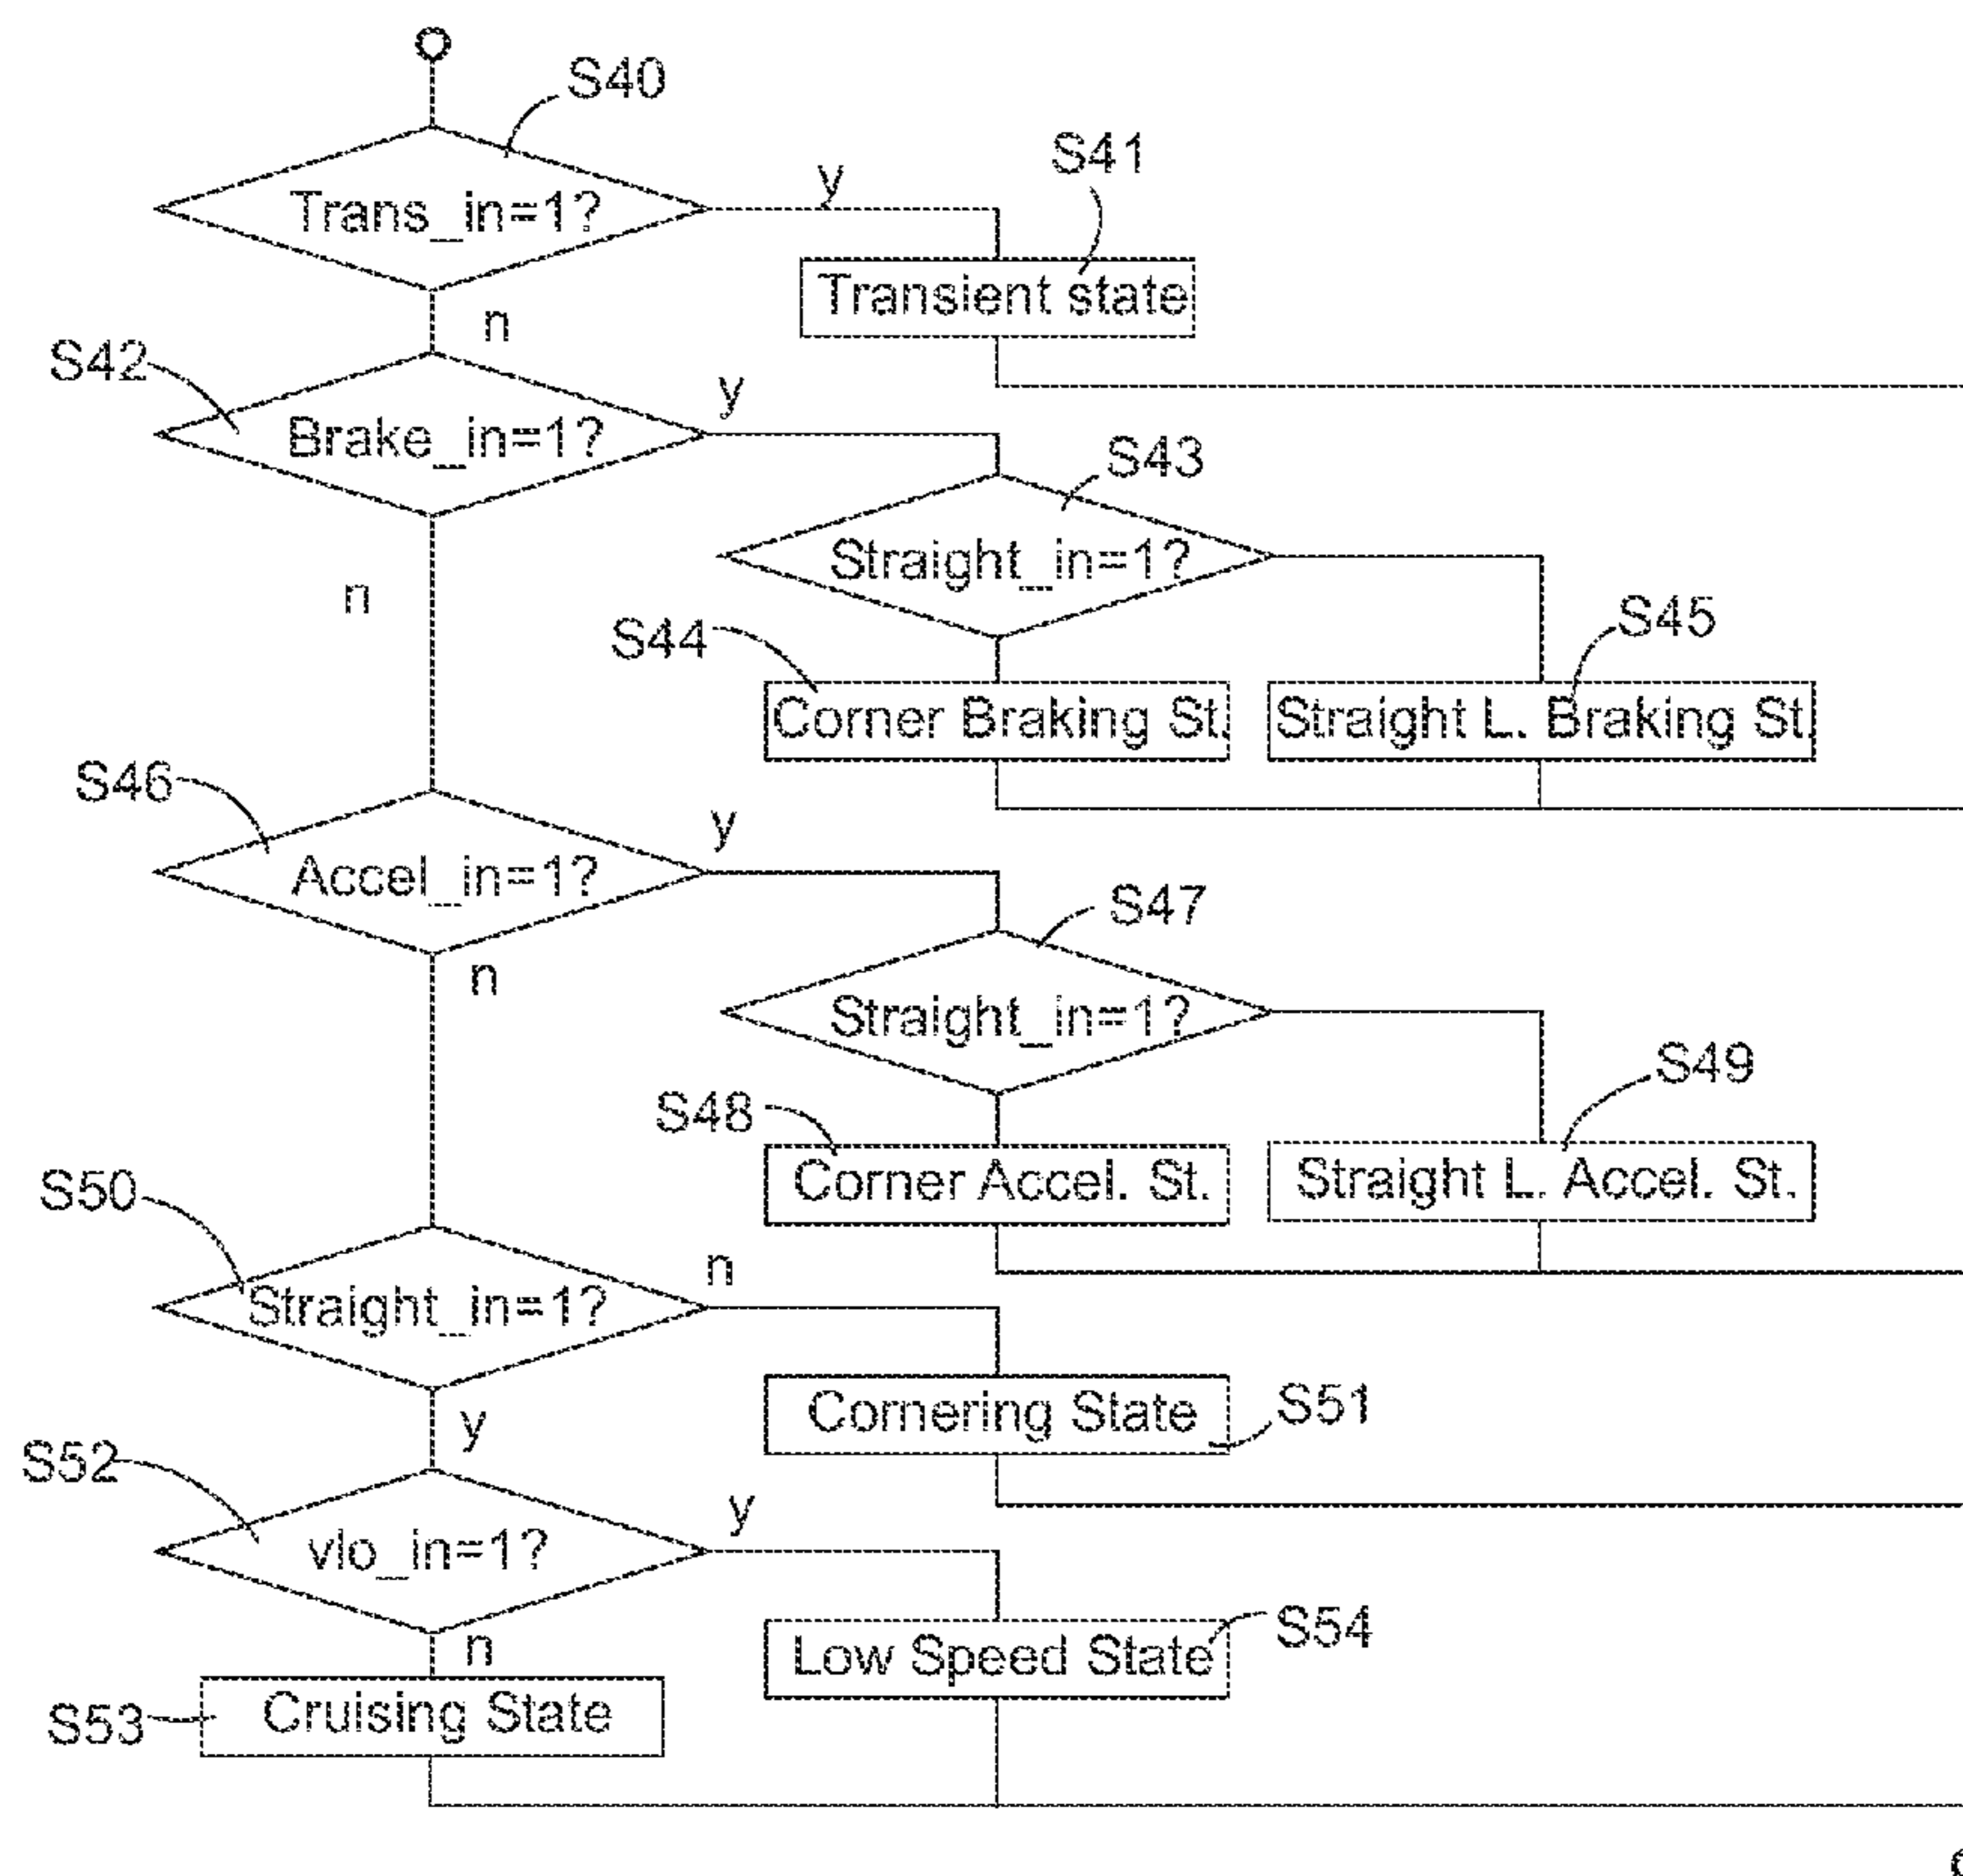 S40
Trans_in=1?
y
S41
Transient state
n
S42
Brake_in=1?
y
S43
Straight_in=1?
n
S44
Corner Braking St.
S45
Straight L. Braking St.
S46
Accel_in=1?
y
S47
Straight_in=1?
n
S48
Corner Accel. St.
S49
Straight L. Accel. St.
S50
Straight_in=1?
n
S51
Cornering State
y
S52
vlo_in=1?
y
S54
Low Speed State
n
S53
Cruising State